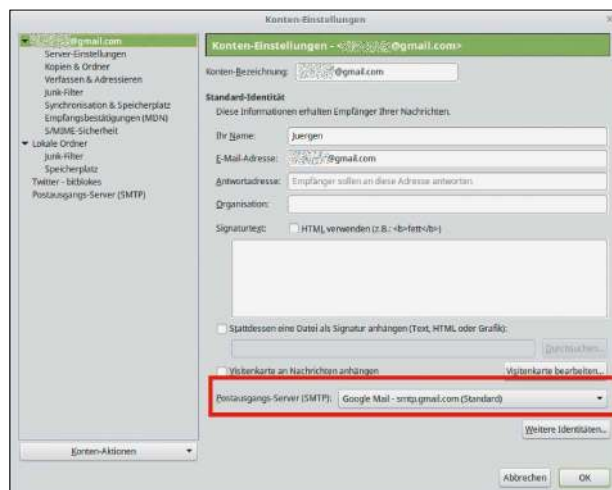 Konten-Einstellungen
@gmail.com
Server-Einstellungen
Kopien & Ordner
Verfassen & Adressieren
Junk-Filter
Synchronisation & Speicherplatz
Empfangsbestätigungen (MDN)
S/MIME-Sicherheit
Lokale Ordner
Junk-Filter
Speicherplatz
Twitter - bitblokes
Postausgangs-Server (SMTP)
Konten-Aktionen
Konten-Einstellungen - < @gmail.com>
Konten-Bezeichnung: @gmail.com
Standard-Identität
Diese Informationen erhalten Empfänger Ihrer Nachrichten.
Ihr Name: Juergen
E-Mail-Adresse: @gmail.com
Antwortadresse: Empfänger sollen an diese Adresse antworten
Organisation:
Signaturtext: HTML verwenden (z.B.: <b>fett</b>)
Stattdessen eine Datei als Signatur anhängen (Text, HTML oder Grafik):
Durchsuchen...
Visitenkarte an Nachrichten anhängen Visitenkarte bearbeiten...
Postausgangs-Server (SMTP): Google Mail - smtp.gmail.com (Standard)
Weitere Identitäten...
Abbrechen OK